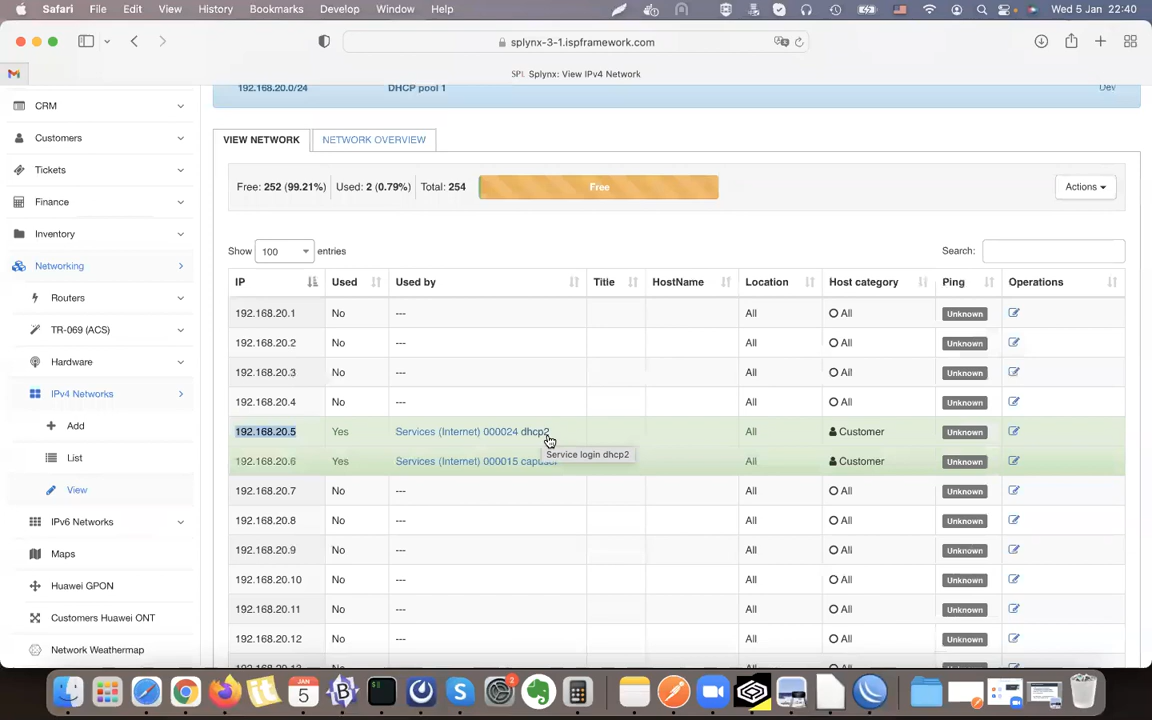 Safari File Edit View History Bookmarks Develop Window Help Wed 5 Jan 22:40
splynx-3-1.ispframework.com
SPL Splynx: View IPv4 Network
CRM
Customers
Tickets
Finance
Inventory
Networking
Routers
TR-069 (ACS)
Hardware
IPv4 Networks
Add
List
View
IPv6 Networks
Maps
Huawei GPON
Customers Huawei ONT
Network Weathermap
192.168.20.0/24 DHCP pool 1 Dev
VIEW NETWORK NETWORK OVERVIEW
Free: 252 (99.21%) Used: 2 (0.79%) Total: 254 Free Actions
Show 100 entries Search:
IP Used Used by Title HostName Location Host category Ping Operations
192.168.20.1 No --- All All Unknown
192.168.20.2 No --- All All Unknown
192.168.20.3 No --- All All Unknown
192.168.20.4 No --- All All Unknown
192.168.20.5 Yes Services (Internet) 000024 dhcp2 All Customer Unknown
Service login dhcp2
192.168.20.6 Yes Services (Internet) 000015 All Customer Unknown
192.168.20.7 No --- All All Unknown
192.168.20.8 No --- All All Unknown
192.168.20.9 No --- All All Unknown
192.168.20.10 No --- All All Unknown
192.168.20.11 No --- All All Unknown
192.168.20.12 No --- All All Unknown
JAN
5
2